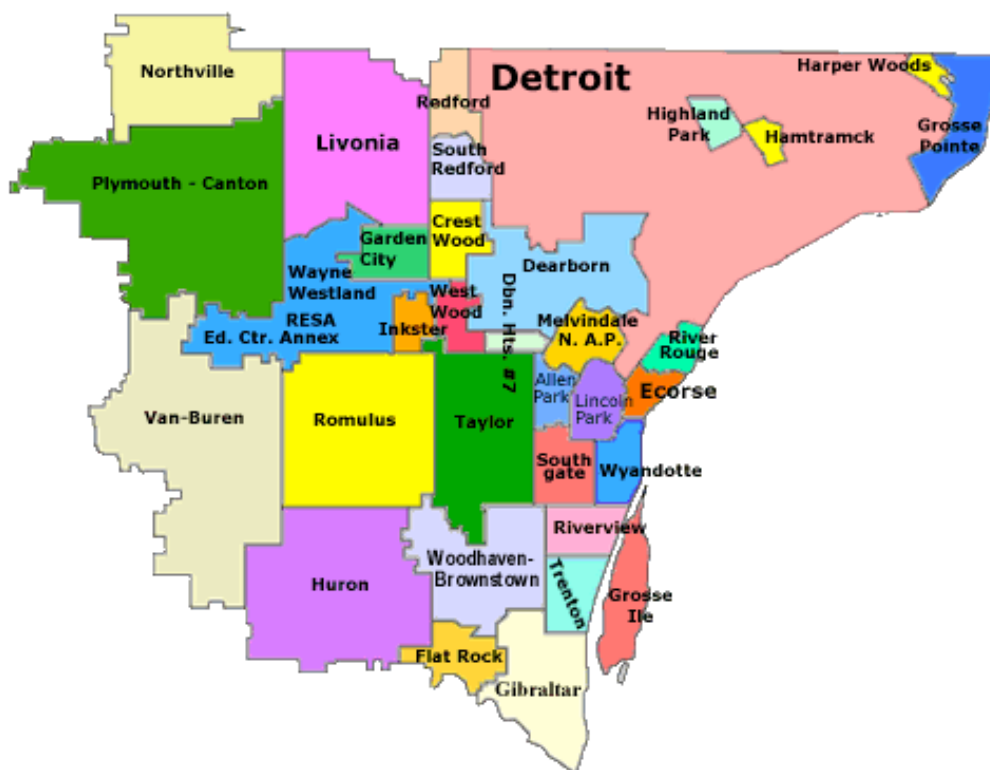 Northville
Detroit
Harper Woods
Redford
Highland
Park
Hamtramck
Grosse
Pointe
Livonia
South
Redford
Plymouth - Canton
Crest
Wood
Garden
City
Dearborn
Wayne
Westland
West
Wood
Dbn. Hts. #7
RESA
Ed. Ctr. Annex
Inkster
Melvindale
N. A.P.
River
Rouge
Allen
Park
Lincoln
Park
Ecorse
Van-Buren
Romulus
Taylor
South
gate
Wyandotte
Riverview
Woodhaven-
Brownstown
Trenton
Huron
Grosse
Ile
Flat Rock
Gibraltar